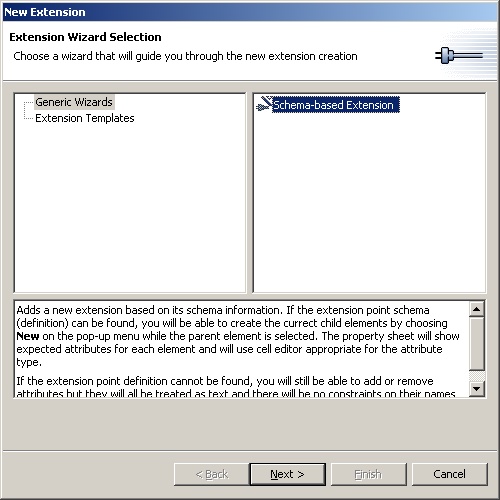 New Extension
Extension Wizard Selection
Choose a wizard that will guide you through the new extension creation
Generic Wizards
Extension Templates
Schema-based Extension
Adds a new extension based on its schema information. If the extension point schema
(definition) can be found, you will be able to create the currect child elements by choosing
New on the pop-up menu while the parent element is selected. The property sheet will show
expected attributes for each element and will use cell editor appropriate for the attribute
type.
If the extension point definition cannot be found, you will still be able to add or remove
attributes but they will all be treated as text and there will be no constraints on their names
< Back
Next >
Finish
Cancel